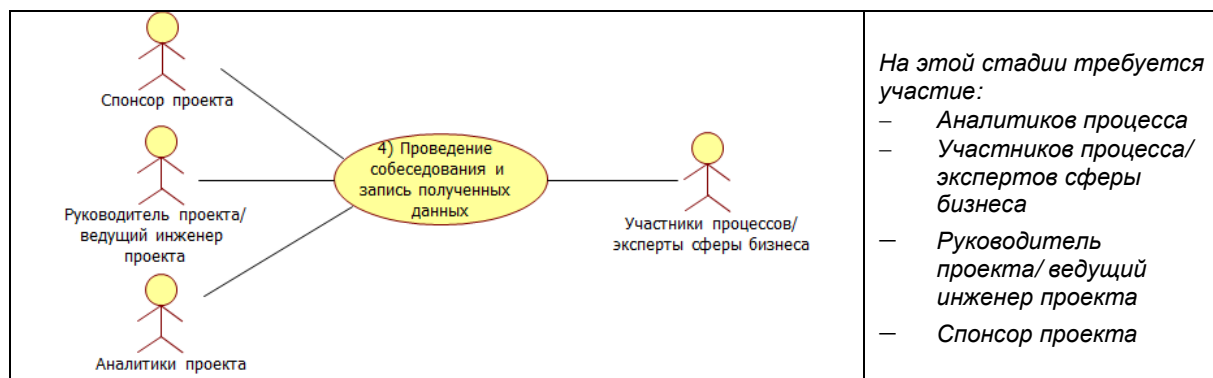 Спонсор проекта
4) Проведение
собеседования и
запись полученных
данных
Руководитель проекта/
ведущий инженер
проекта
Участники процессов/
эксперты сферы бизнеса
Аналитики проекта
На этой стадии требуется
участие:
– Аналитиков процесса
– Участников процесса/
экспертов сферы
бизнеса
— Руководитель
проекта/ ведущий
инженер проекта
— Спонсор проекта